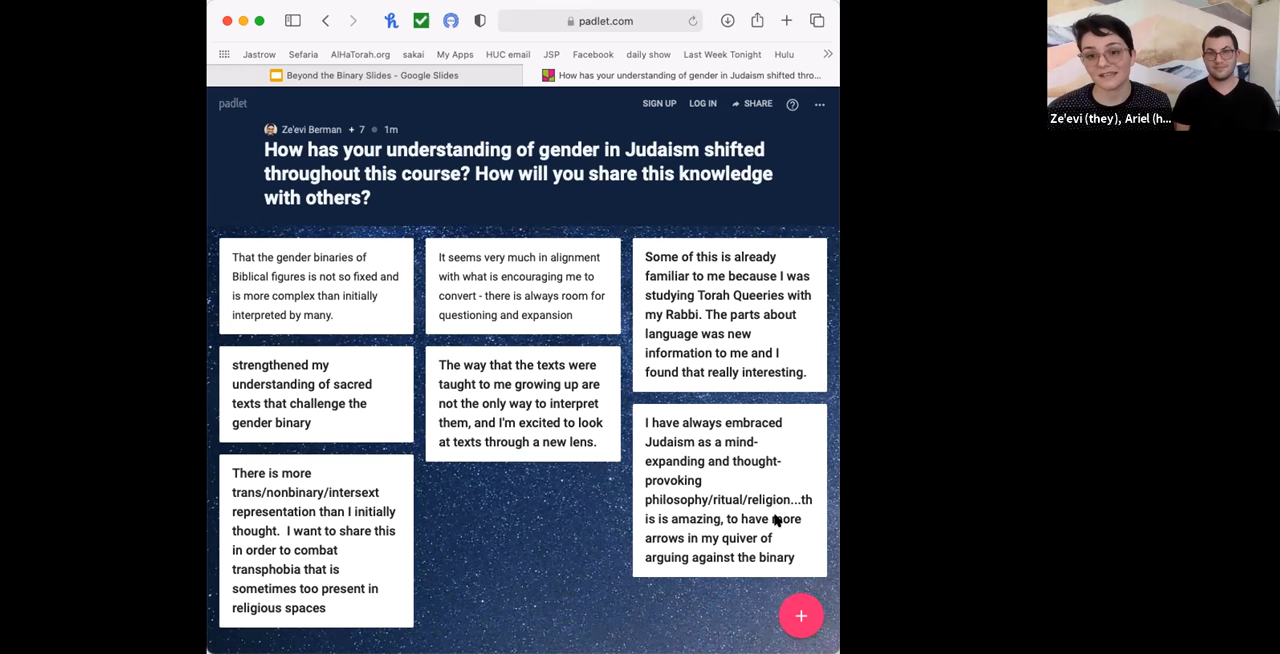 padlet.com
Jastrow Sefaria AlHaTorah.org sakai My Apps HUC email JSP Facebook daily show Last Week Tonight Hulu
Beyond the Binary Slides - Google Slides
How has your understanding of gender in Judaism shifted thro...
padlet
SIGN UP LOG IN SHARE
Ze'evi Berman + 7 1m
How has your understanding of gender in Judaism shifted
throughout this course? How will you share this knowledge
with others?
That the gender binaries of
Biblical figures is not so fixed and
is more complex than initially
interpreted by many.
strengthened my
understanding of sacred
texts that challenge the
gender binary
There is more
trans/nonbinary/intersext
representation than I initially
thought. I want to share this
in order to combat
transphobia that is
sometimes too present in
religious spaces
It seems very much in alignment
with what is encouraging me to
convert - there is always room for
questioning and expansion
The way that the texts were
taught to me growing up are
not the only way to interpret
them, and I'm excited to look
at texts through a new lens.
Some of this is already
familiar to me because I was
studying Torah Queeries with
my Rabbi. The parts about
language was new
information to me and I
found that really interesting.
I have always embraced
Judaism as a mind-
expanding and thought-
provoking
philosophy/ritual/religion...th
is is amazing, to have more
arrows in my quiver of
arguing against the binary
Ze'evi (they), Ariel (h...